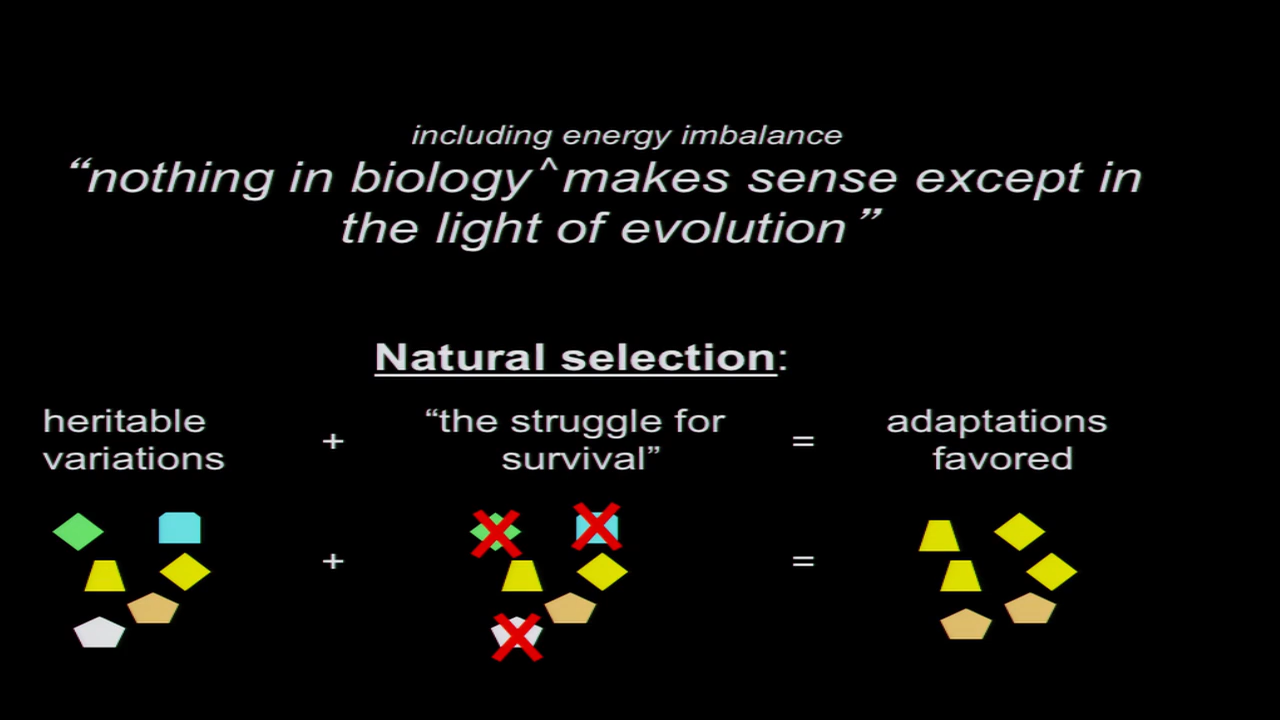 including energy imbalance
“nothing in biology^makes sense except in
the light of evolution”
Natural selection:
heritable
variations
+
“the struggle for
survival”
=
adaptations
favored
+
=